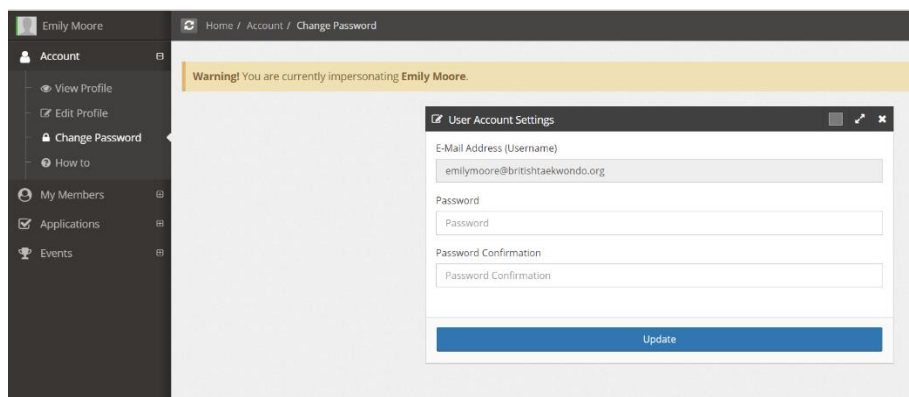 Emily Moore
Home / Account / Change Password
Account
View Profile
Edit Profile
Change Password
How to
My Members
Applications
Events
Warning! You are currently impersonating Emily Moore.
User Account Settings
E-Mail Address (Username)
emilymoore@britishtaekwondo.org
Password
Password
Password Confirmation
Password Confirmation
Update